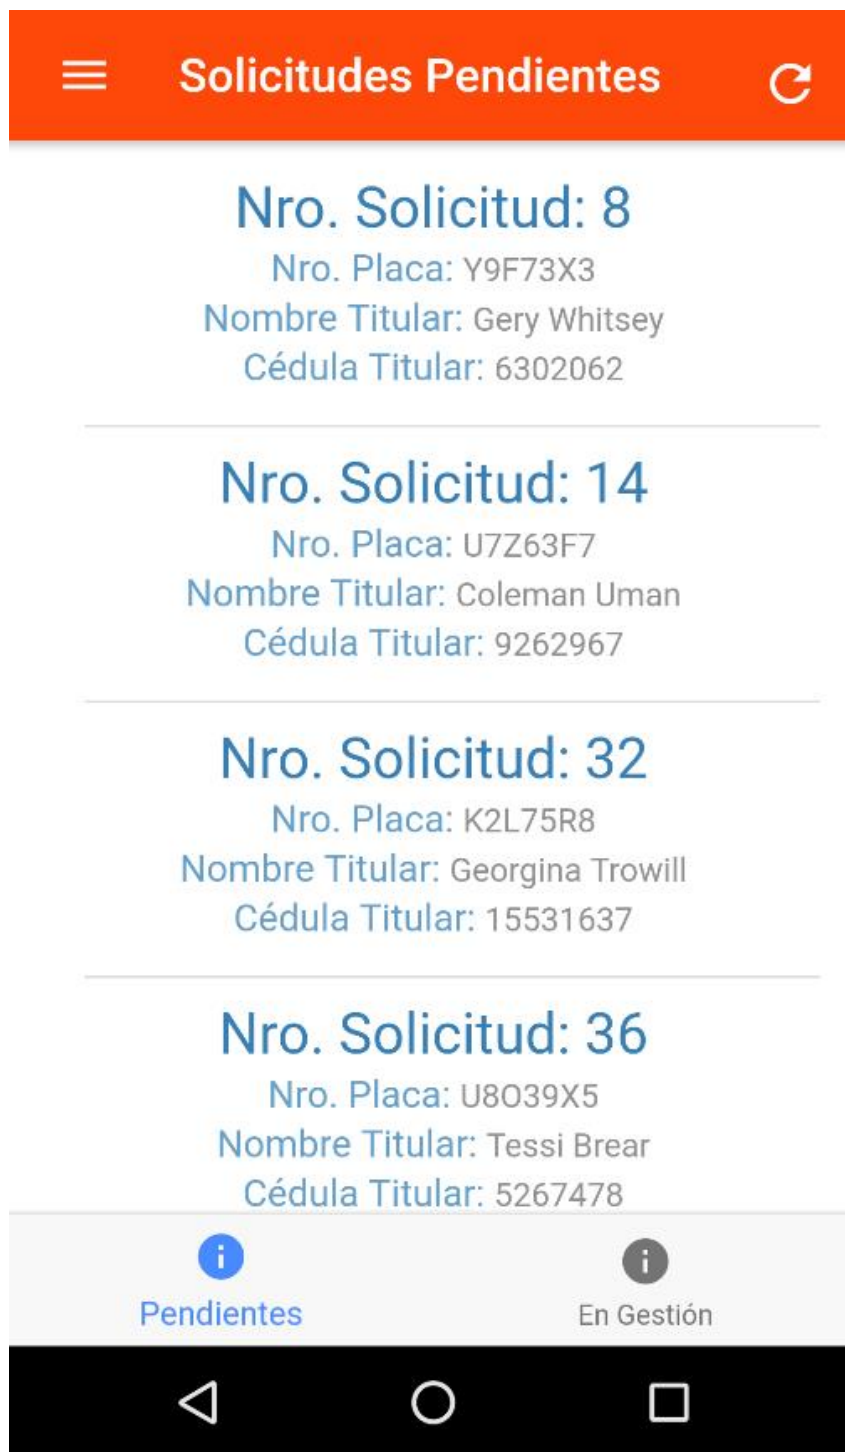 Solicitudes Pendientes
Nro. Solicitud: 8
Nro. Placa: Y9F73X3
Nombre Titular: Gery Whitsey
Cédula Titular: 6302062
Nro. Solicitud: 14
Nro. Placa: U7Z63F7
Nombre Titular: Coleman Uman
Cédula Titular: 9262967
Nro. Solicitud: 32
Nro. Placa: K2L75R8
Nombre Titular: Georgina Trowill
Cédula Titular: 15531637
Nro. Solicitud: 36
Nro. Placa: U8O39X5
Nombre Titular: Tessi Brear
Cédula Titular: 5267478
Pendientes
En Gestión